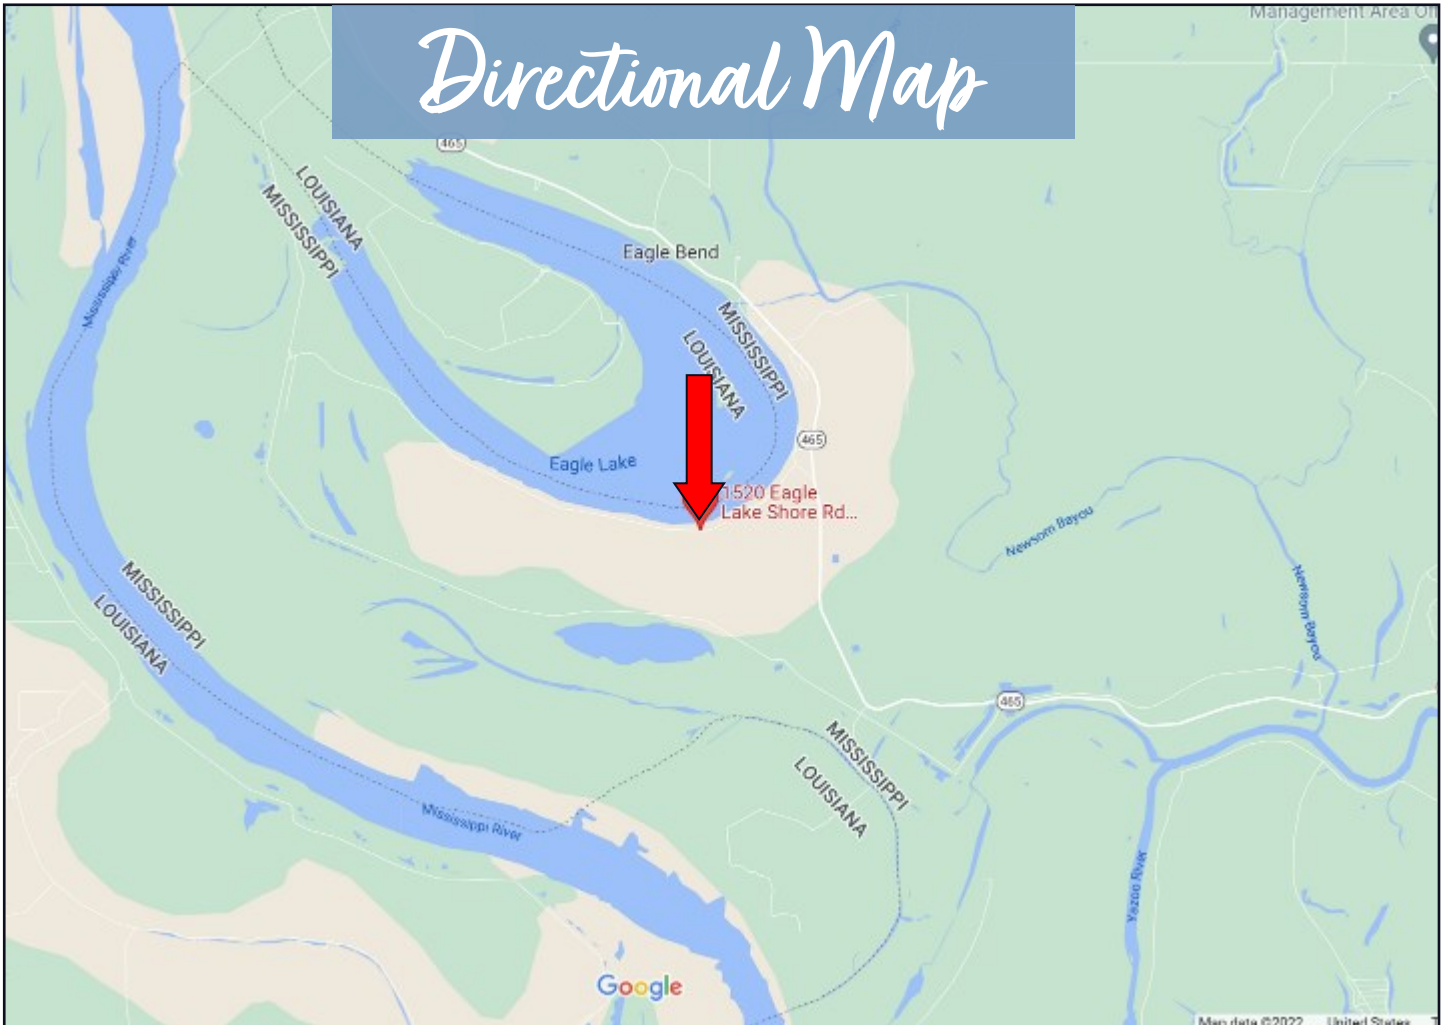 Directional Map
Management Area
465
LOUISIANA
MISSISSIPPI
Eagle Bend
Mississippi River
MISSISSIPPI
LOUISIANA
465
Eagle Lake
1520 Eagle
Lake Shore Rd...
Newsom Bayou
Newsom Bayou
MISSISSIPPI
LOUISIANA
465
MISSISSIPPI
LOUISIANA
Mississippi River
Yazoo River
Google
Map data ©2022 United States